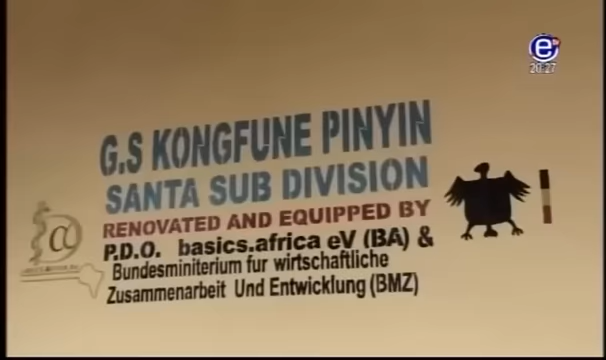 e
20:27
G.S KONGFUNE PINYIN
SANTA SUB DIVISION
RENOVATED AND EQUIPPED BY
P.D.O. basics.africa eV (BA) &
Bundesminiterium fur wirtschaftliche
Zusammenarbeit Und Entwicklung (BMZ)
@